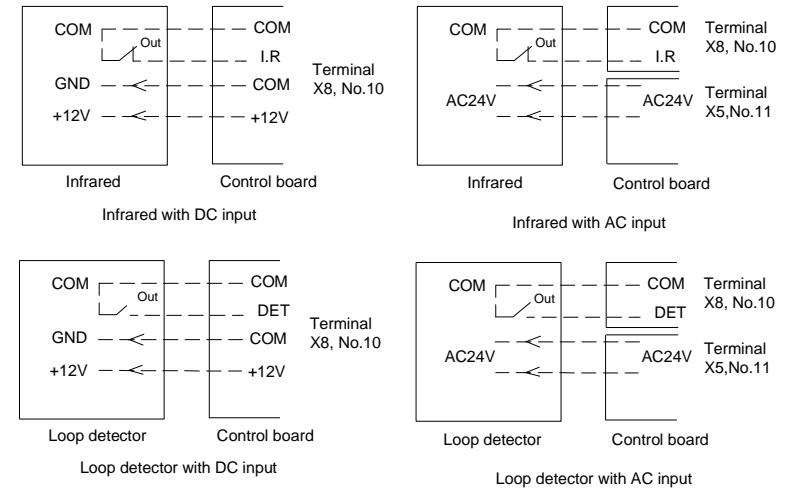 COM
Out
COM
I.R
GND
COM
+12V
+12V
Terminal
X8, No.10
Infrared
Control board
Infrared with DC input
COM
Out
COM
I.R
Terminal
X8, No.10
AC24V
AC24V
Terminal
X5,No.11
Infrared
Control board
Infrared with AC input
COM
Out
COM
DET
GND
COM
+12V
+12V
Terminal
X8, No.10
Loop detector
Control board
Loop detector with DC input
COM
Out
COM
DET
Terminal
X8, No.10
AC24V
AC24V
Terminal
X5,No.11
Loop detector
Control board
Loop detector with AC input